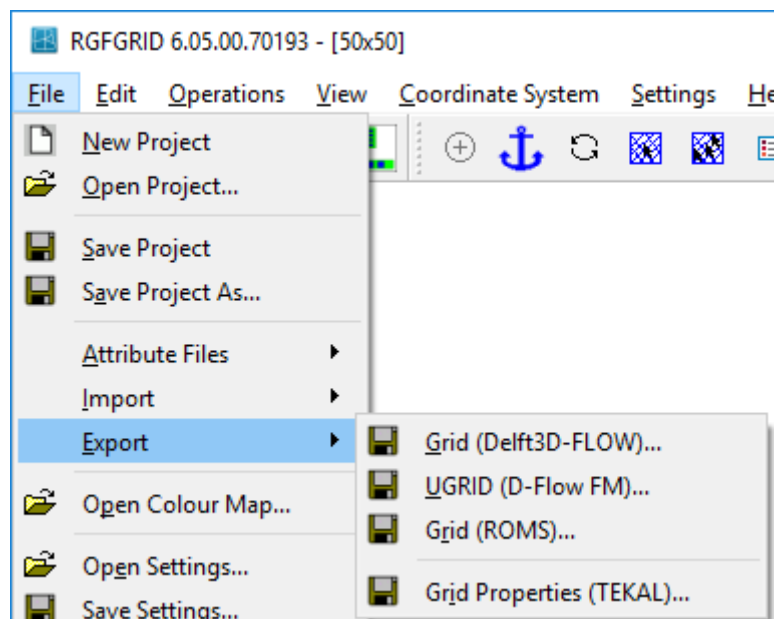 RGFGRID 6.05.00.70193 - [50x50]
File Edit Operations View Coordinate System Settings He
New Project
Open Project...
Save Project
Save Project As...
Attribute Files
Import
Export
Grid (Delft3D-FLOW)...
UGRID (D-Flow FM)...
Grid (ROMS)...
Grid Properties (TEKAL)...
Open Colour Map...
Open Settings...
Save Settings...